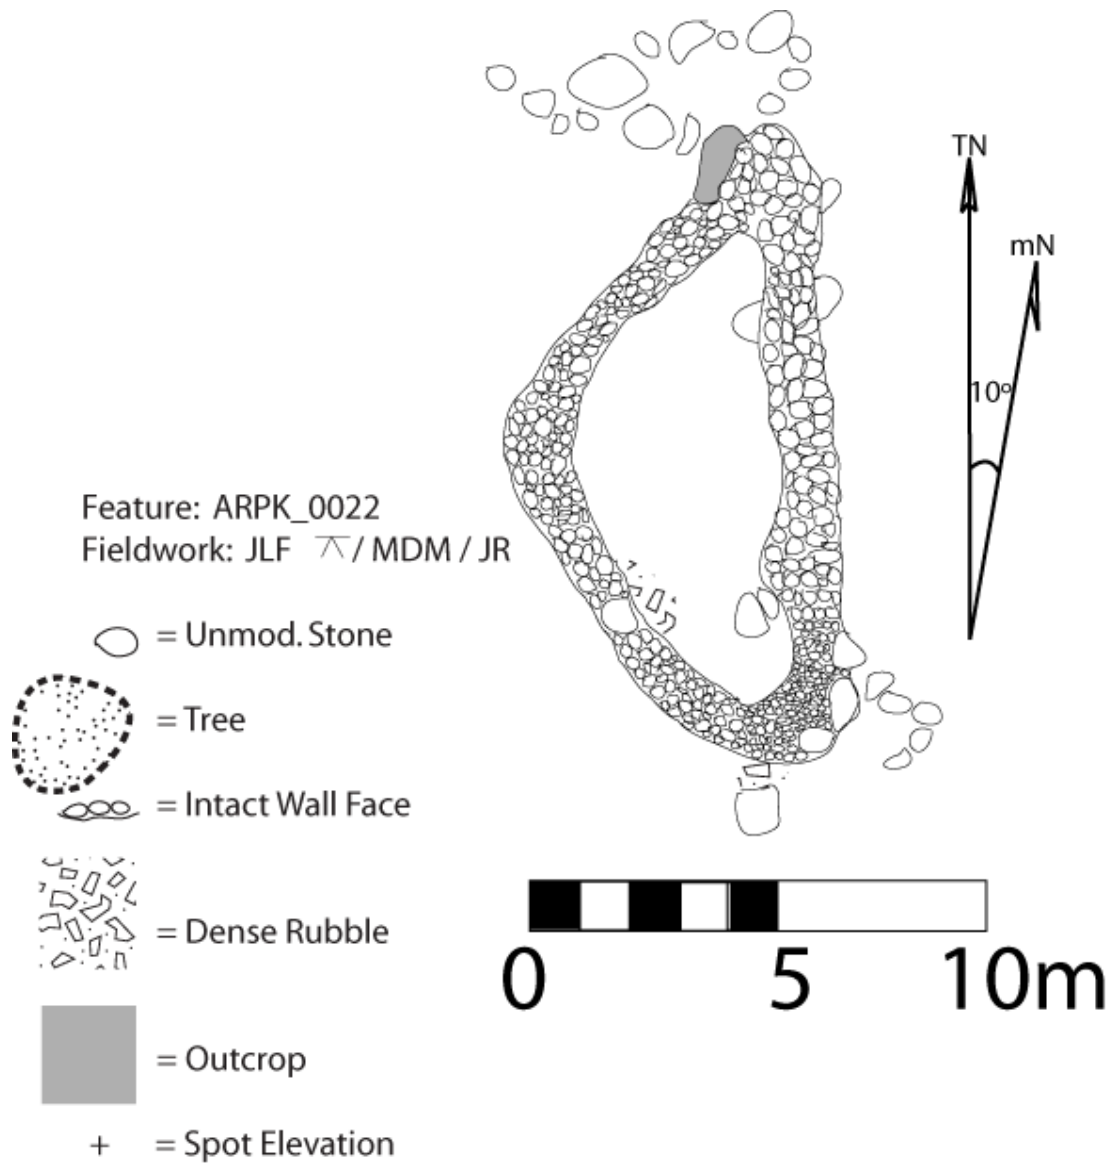 TN
mN
10°
Feature: ARPK_0022
Fieldwork: JLF / MDM / JR
= Unmod. Stone
= Tree
= Intact Wall Face
= Dense Rubble
= Outcrop
+ = Spot Elevation
0 5 10m